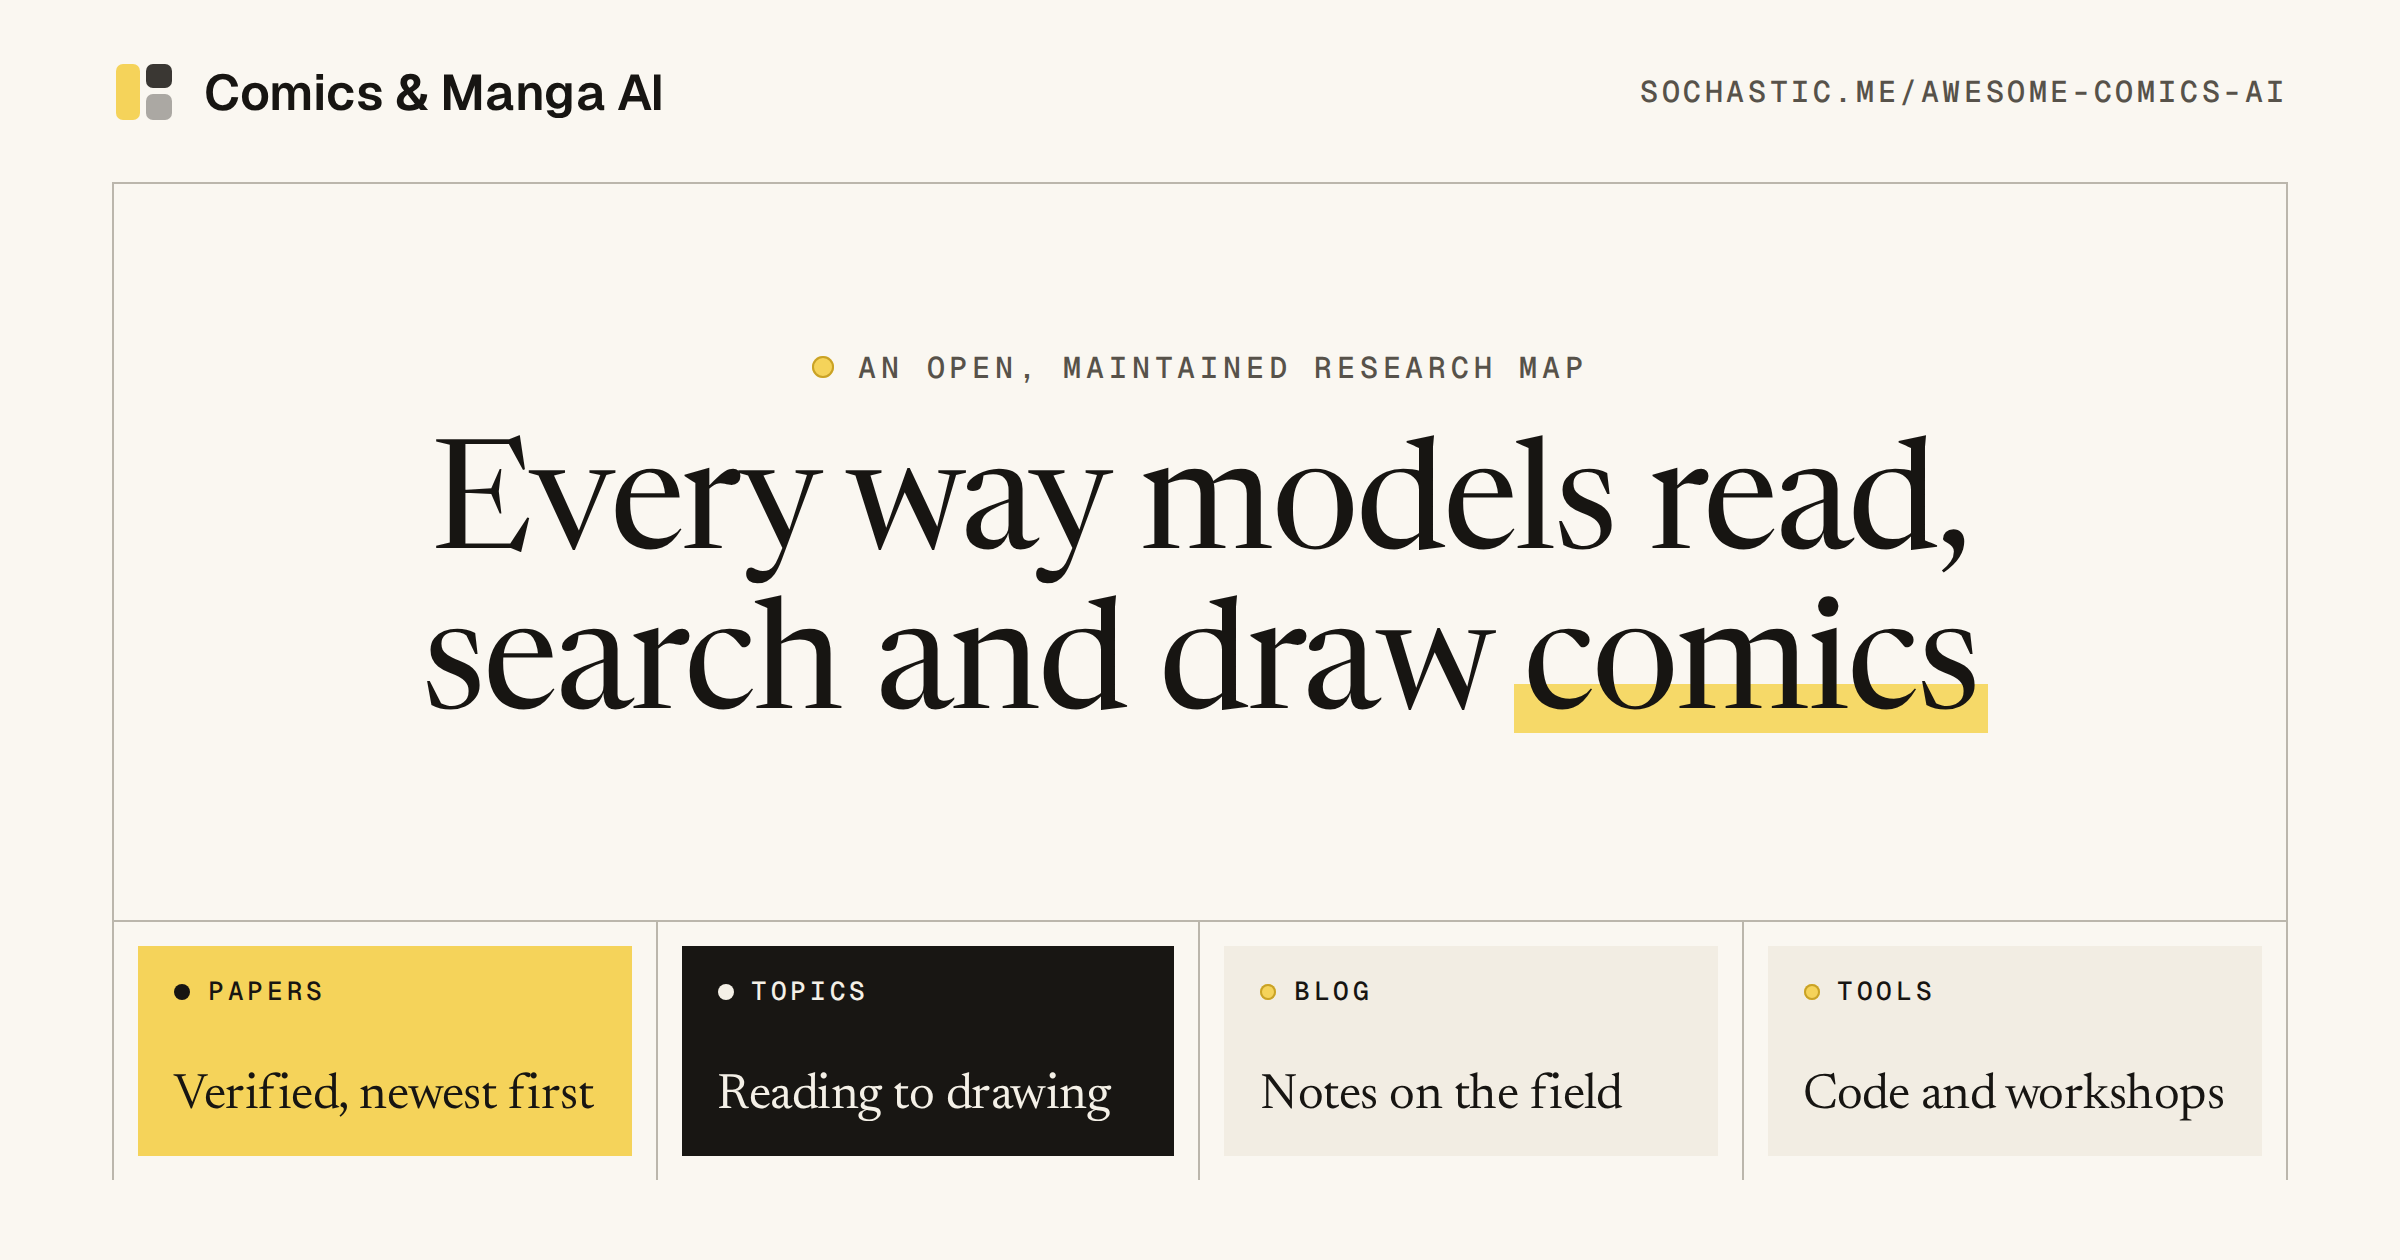 Comics & Manga AI
SOCHASTIC.ME/AWESOME-COMICS-AI
AN OPEN, MAINTAINED RESEARCH MAP
Every way models read,
search and draw comics
PAPERS
Verified, newest first
TOPICS
Reading to drawing
BLOG
Notes on the field
TOOLS
Code and workshops